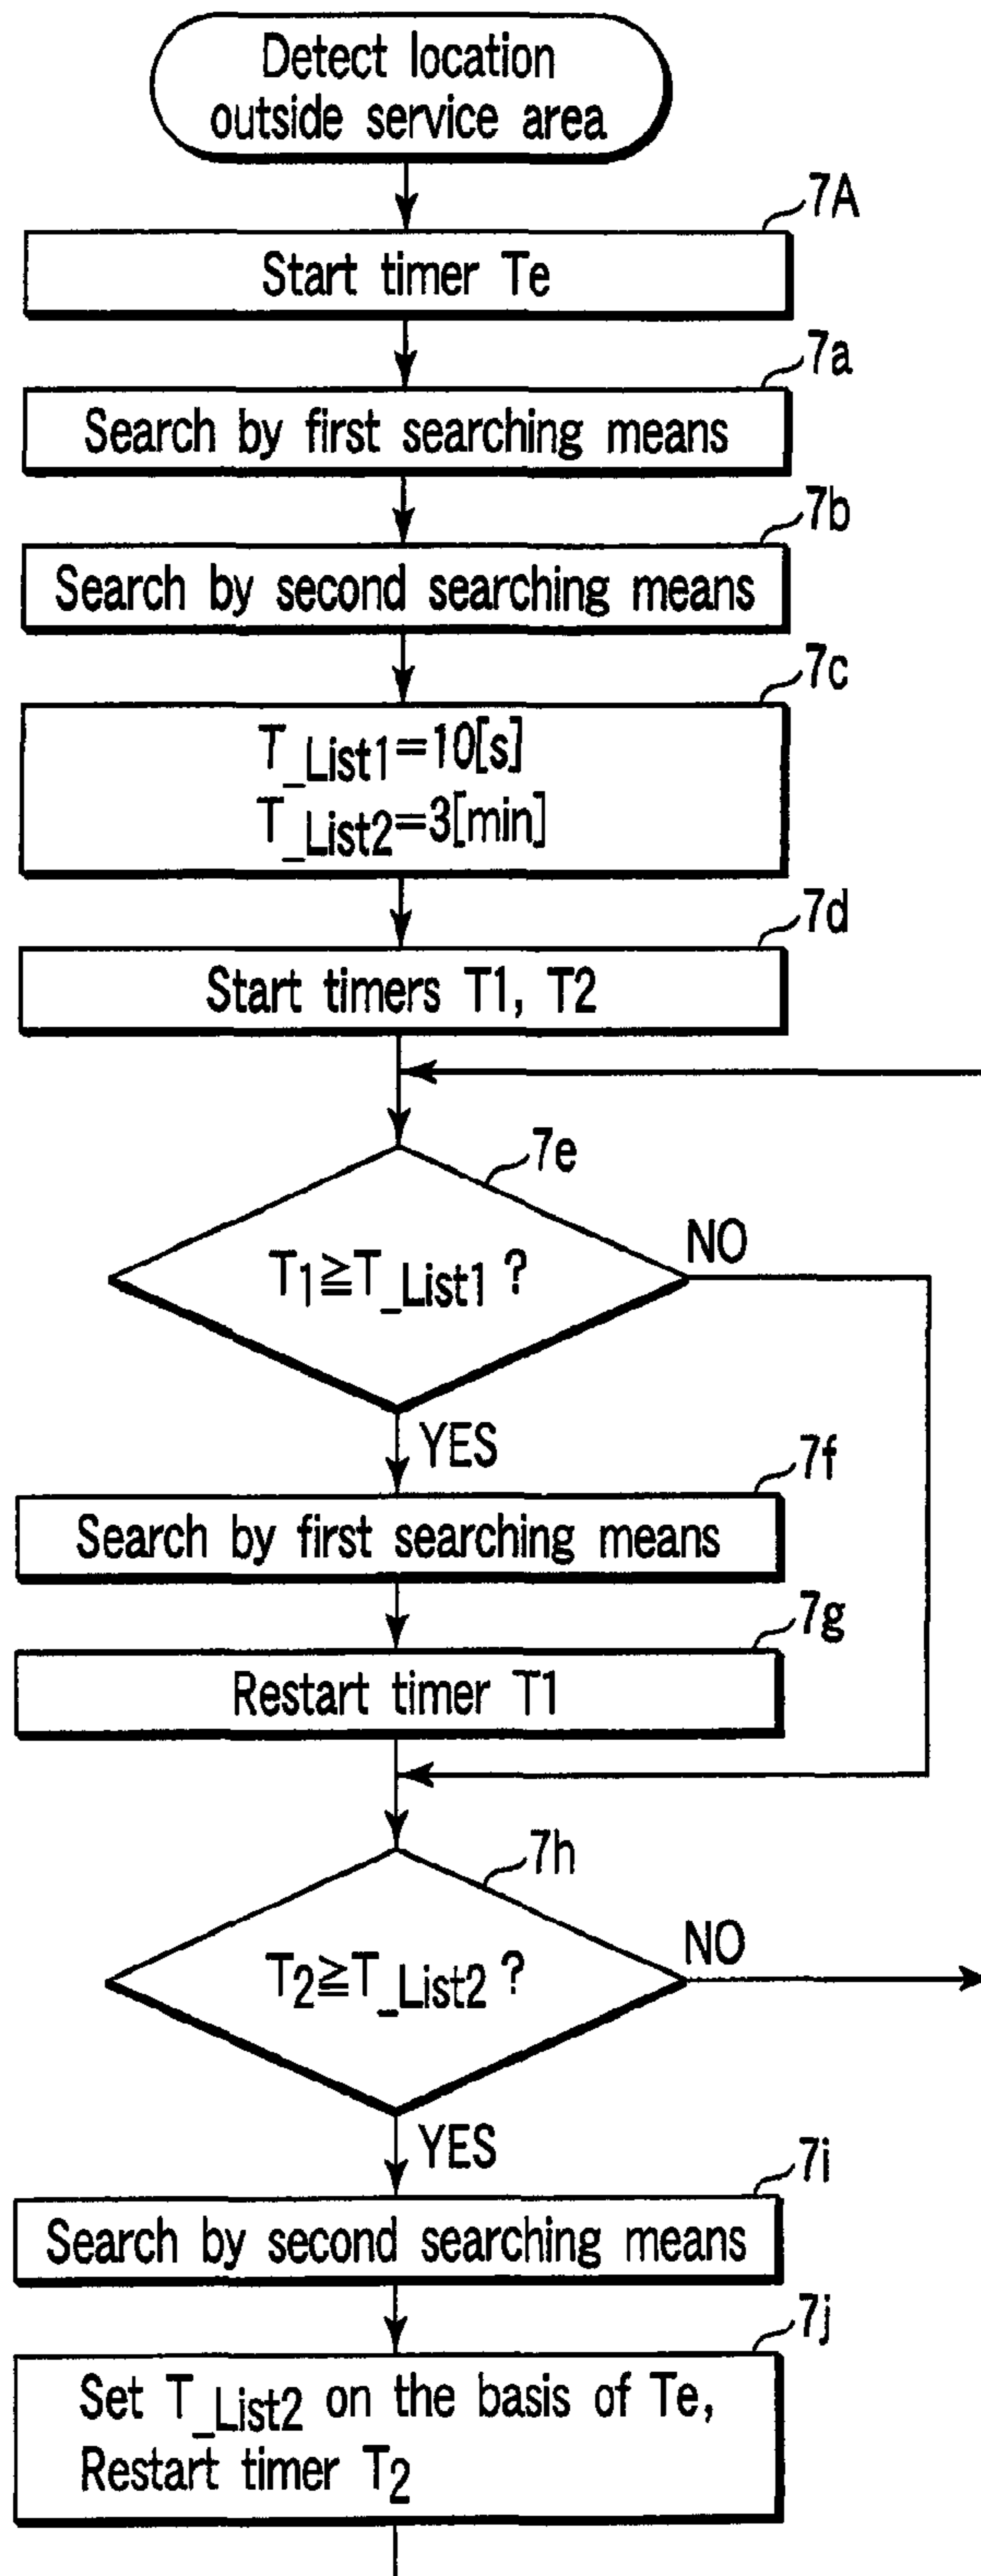 Detect location
outside service area
7A
Start timer Te
7a
Search by first searching means
7b
Search by second searching means
7c
T_List1=10[s]
T_List2=3[min]
7d
Start timers T1, T2
7e
T1≧T_List1 ?
NO
YES
7f
Search by first searching means
7g
Restart timer T1
7h
T2≧T_List2 ?
NO
YES
7i
Search by second searching means
7j
Set T_List2 on the basis of Te,
Restart timer T2